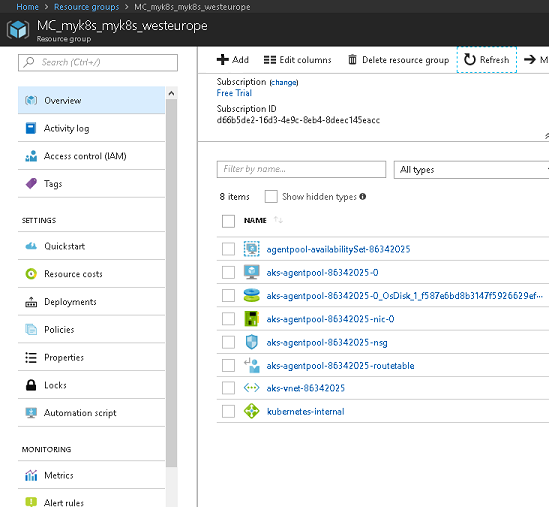 Home > Resource groups > MC_myk8s_myk8s_westeurope
MC_myk8s_myk8s_westeurope
Resource group
Search (Ctrl+/)
Overview
Activity log
Access control (IAM)
Tags
SETTINGS
Quickstart
Resource costs
Deployments
Policies
Properties
Locks
Automation script
MONITORING
Metrics
Alert rules
Add Edit columns Delete resource group Refresh M
Subscription (change)
Free Trial
Subscription ID
d66b5de2-16d3-4e9c-8eb4-8deec145eacc
Filter by name... All types
8 items Show hidden types
NAME
agentpool-availabilitySet-86342025
aks-agentpool-86342025-0
aks-agentpool-86342025-0_OsDisk_1_f587e6bd8b3147f5926629ef...
aks-agentpool-86342025-nic-0
aks-agentpool-86342025-nsg
aks-agentpool-86342025-routetable
aks-vnet-86342025
kubernetes-internal